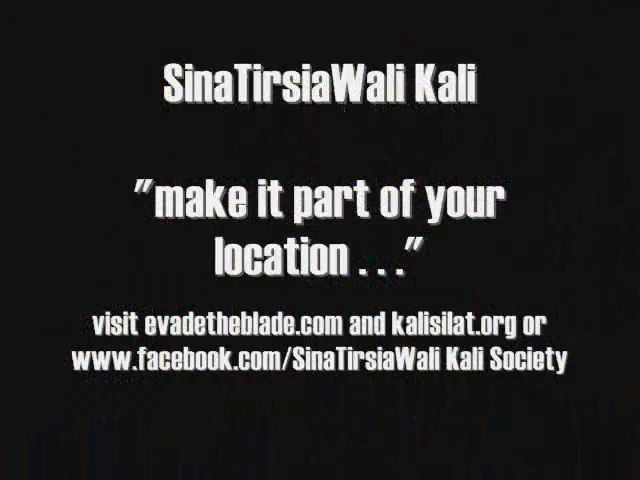 SinaTirsiaWali Kali
"make it part of your
location . . ."
visit evadetheblade.com and kalisilat.org or
www.facebook.com/SinaTirsiaWali Kali Society